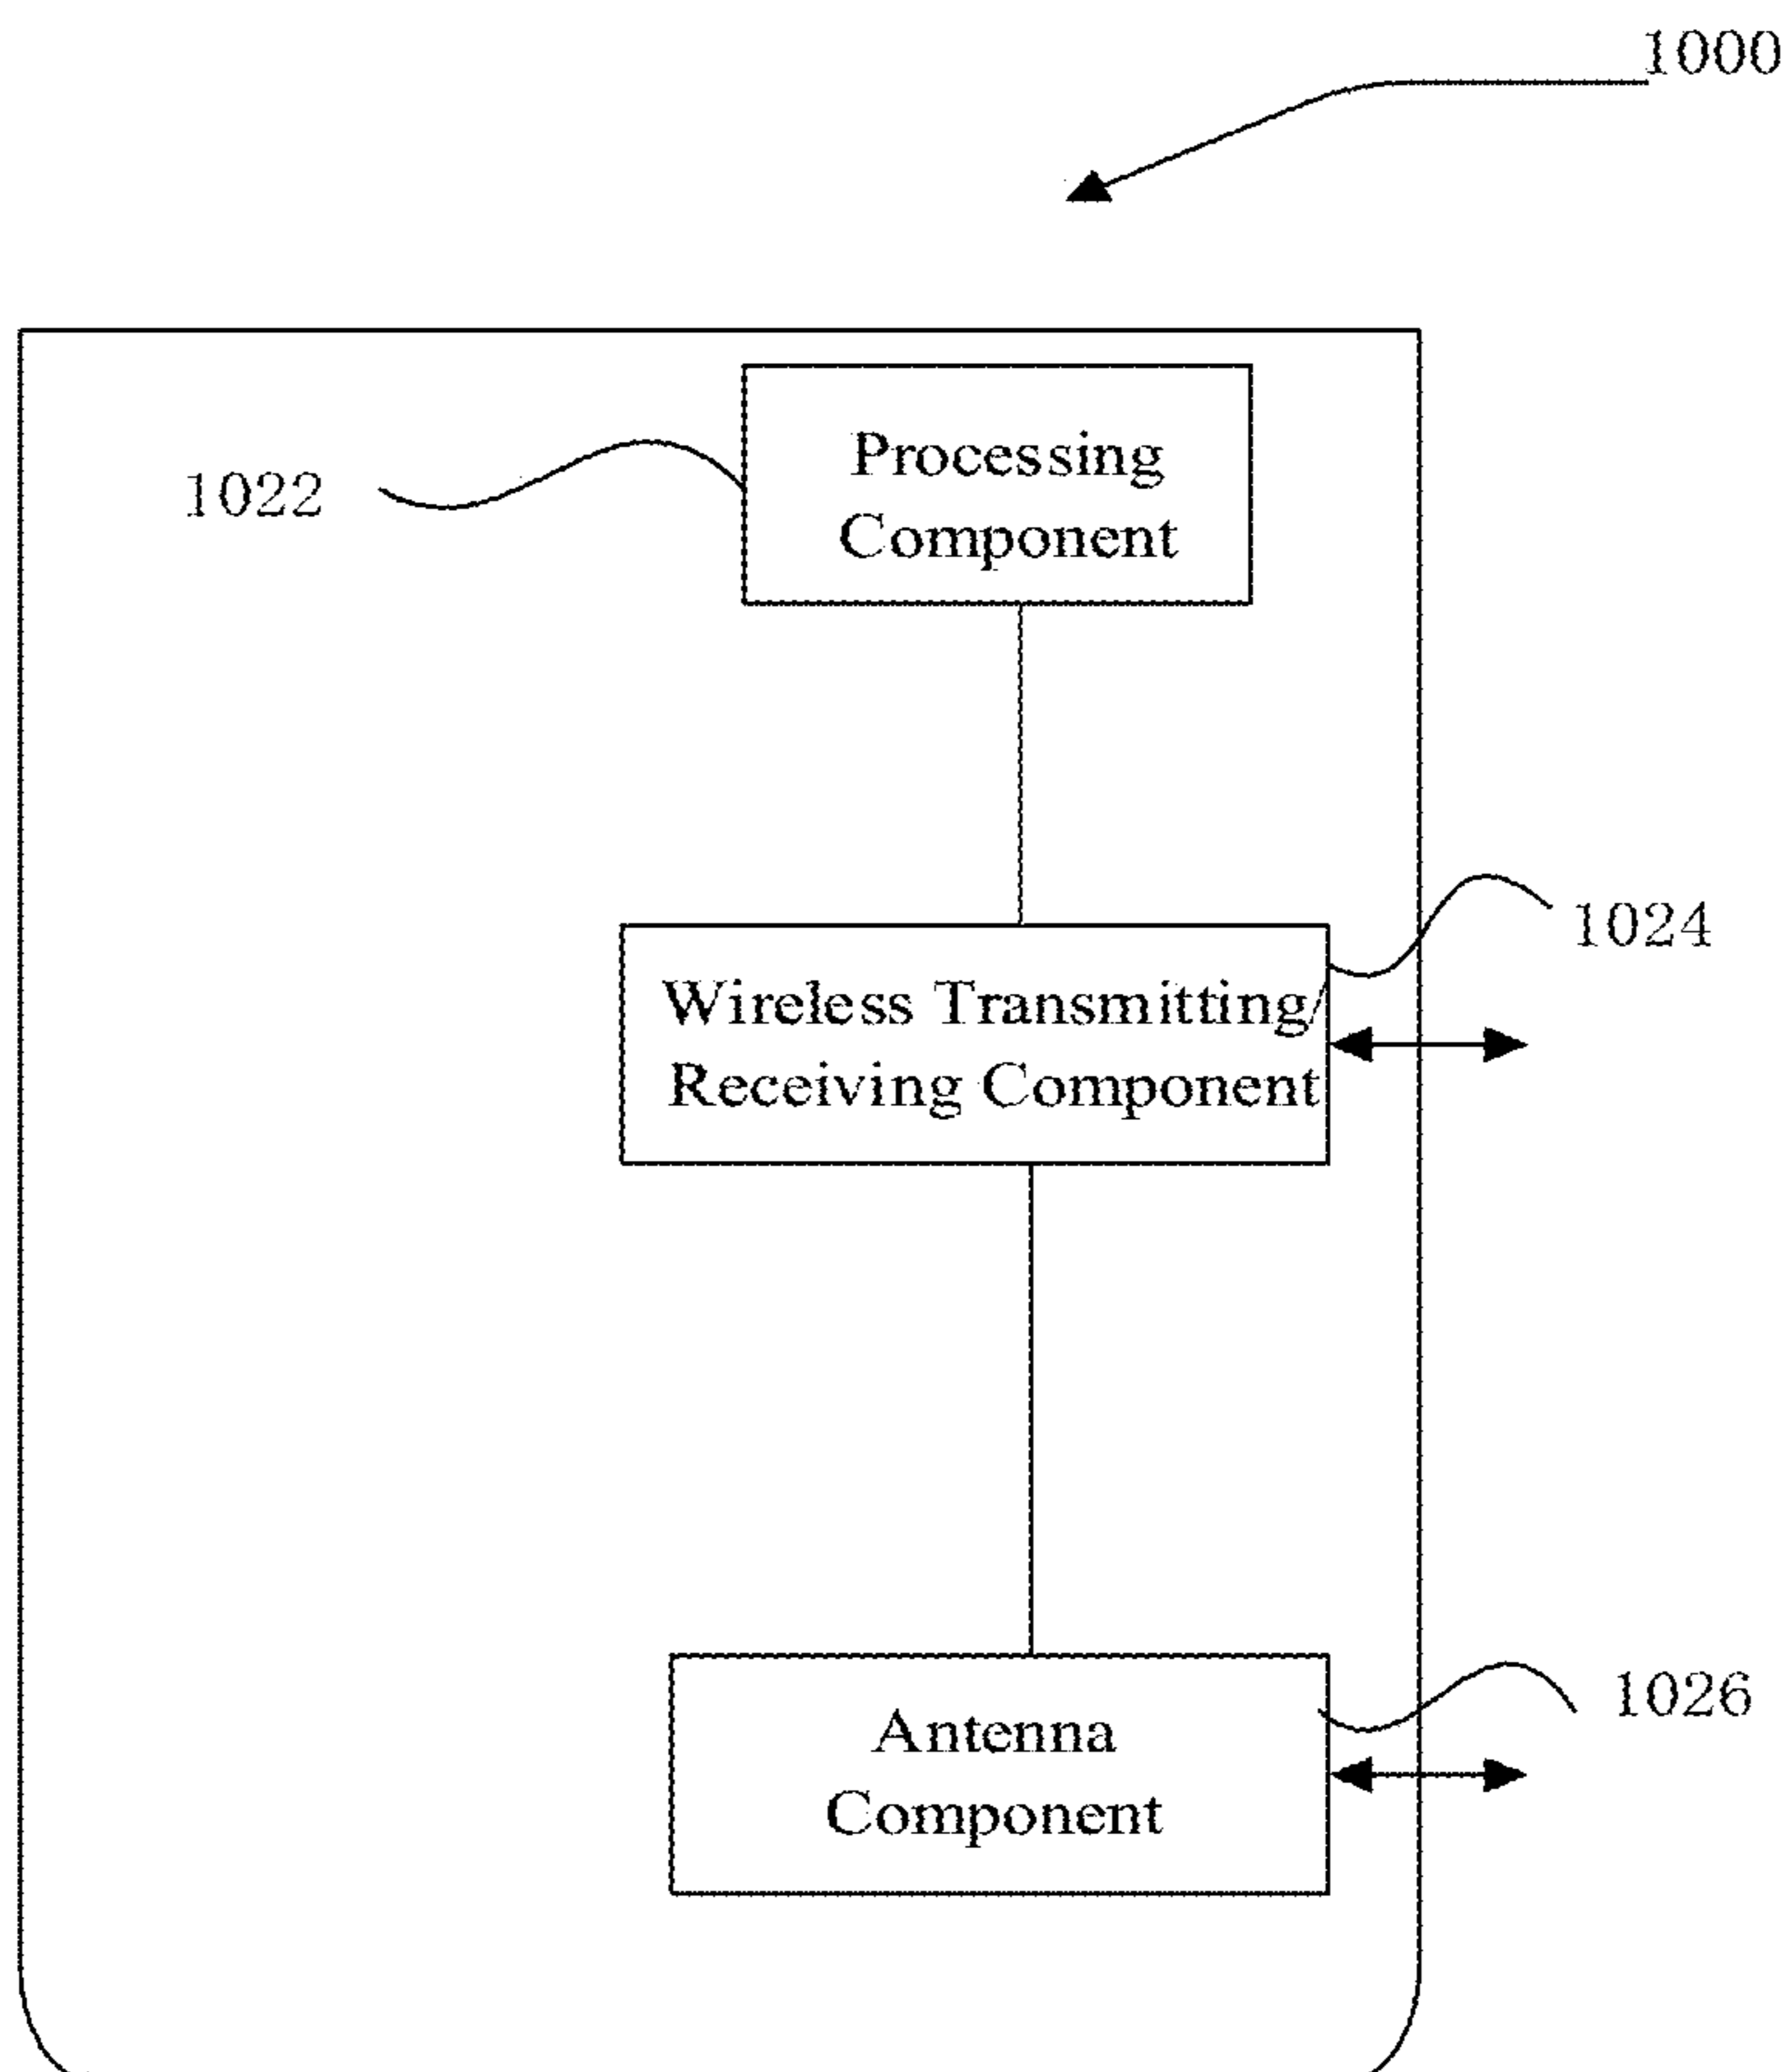 1000
Processing
Component
1022
1024
Wireless Transmitting/
Receiving Component
1026
Antenna
Component